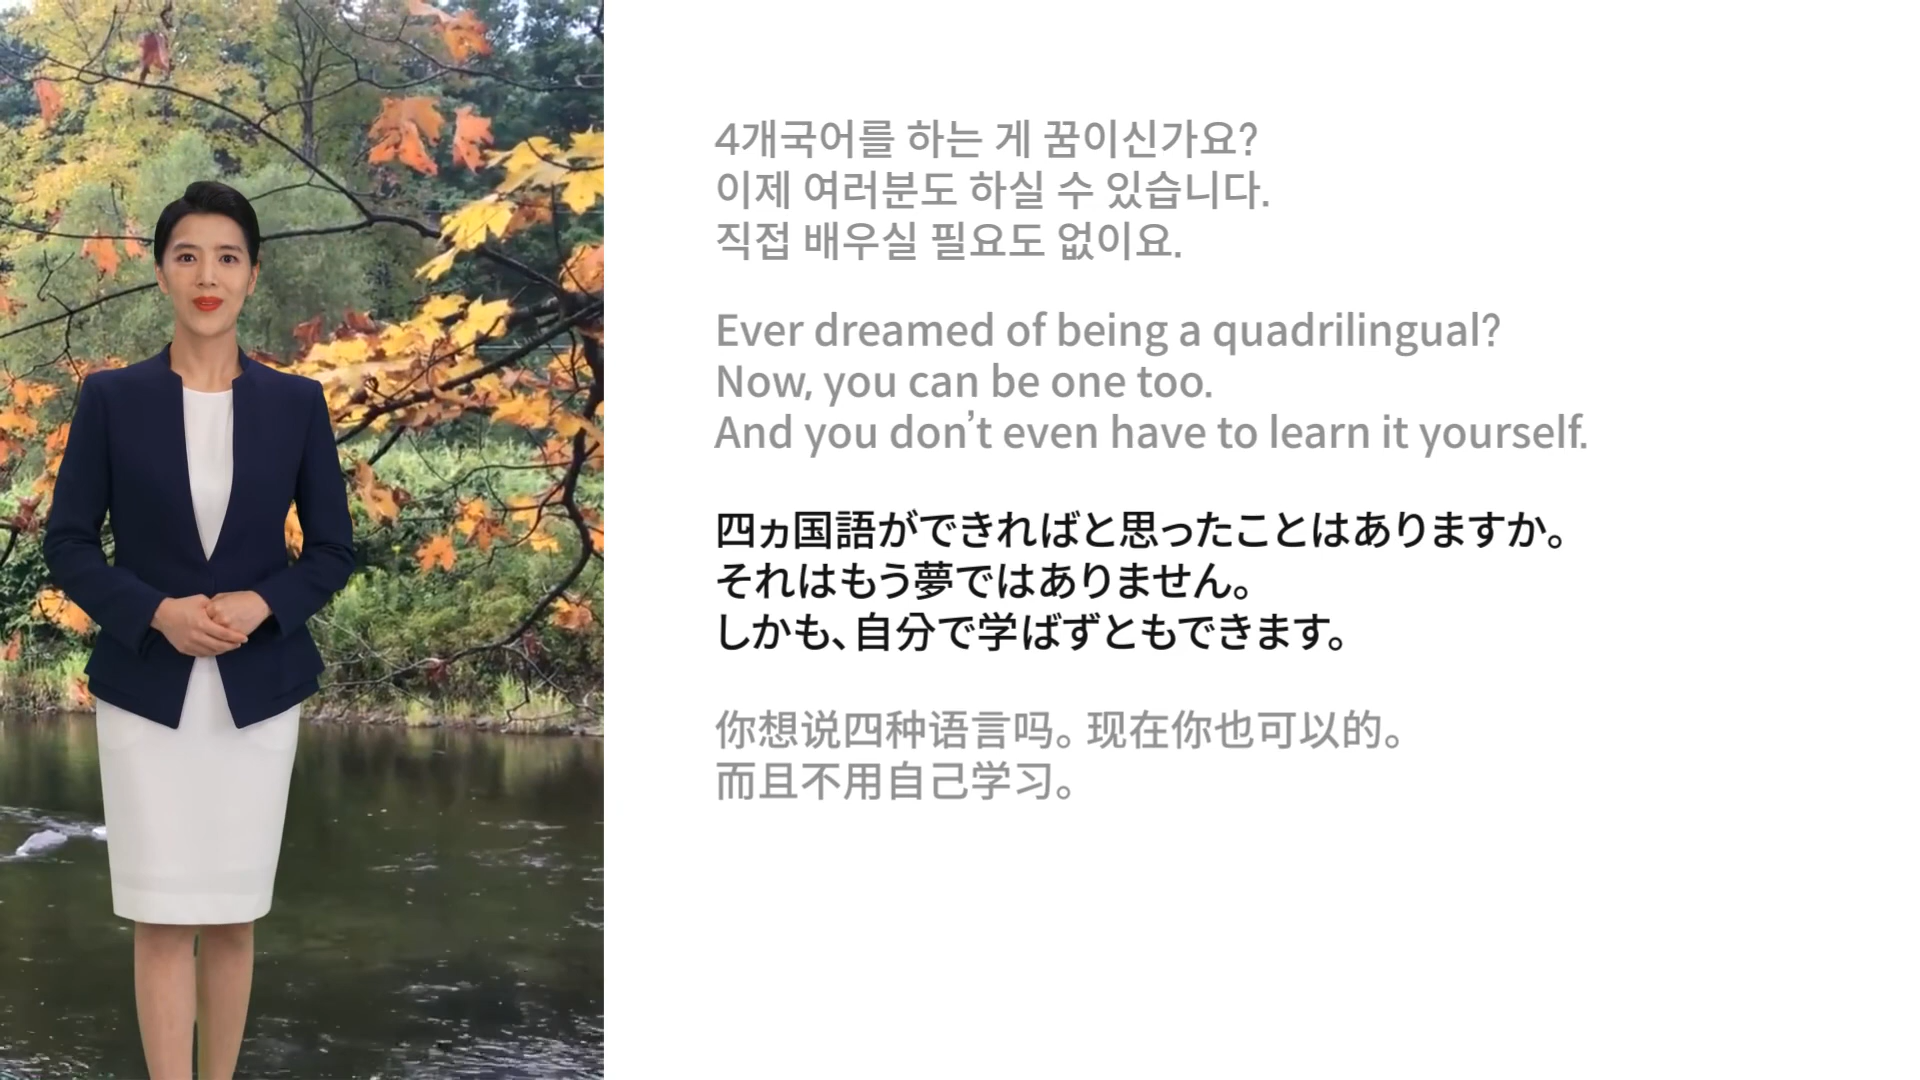 4개국어를 하는 게 꿈이신가요?
이제 여러분도 하실 수 있습니다.
직접 배우실 필요도 없이요.
Ever dreamed of being a quadrilingual?
Now, you can be one too.
And you don’t even have to learn it yourself.
四ヵ国語ができればと思ったことはありますか。
それはもう夢ではありません。
しかも、自分で学ばずともできます。
你想说四种语言吗。现在你也可以的。
而且不用自己学习。